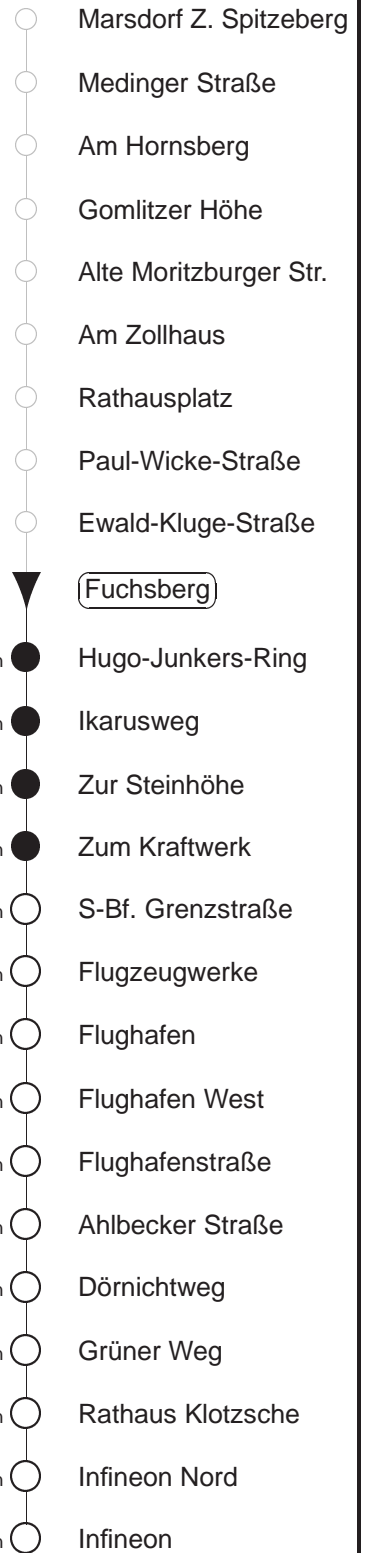 Marsdorf Z. Spitzeberg
Medinger Straße
Am Hornsberg
Gomlitzer Höhe
Alte Moritzburger Str.
Am Zollhaus
Rathausplatz
Paul-Wicke-Straße
Ewald-Kluge-Straße
Fuchsberg
Hugo-Junkers-Ring
Ikarusweg
Zur Steinhöhe
Zum Kraftwerk
S-Bf. Grenzstraße
Flugzeugwerke
Flughafen
Flughafen West
Flughafenstraße
Ahlbecker Straße
Dörnichtweg
Grüner Weg
Rathaus Klotzsche
Infineon Nord
Infineon